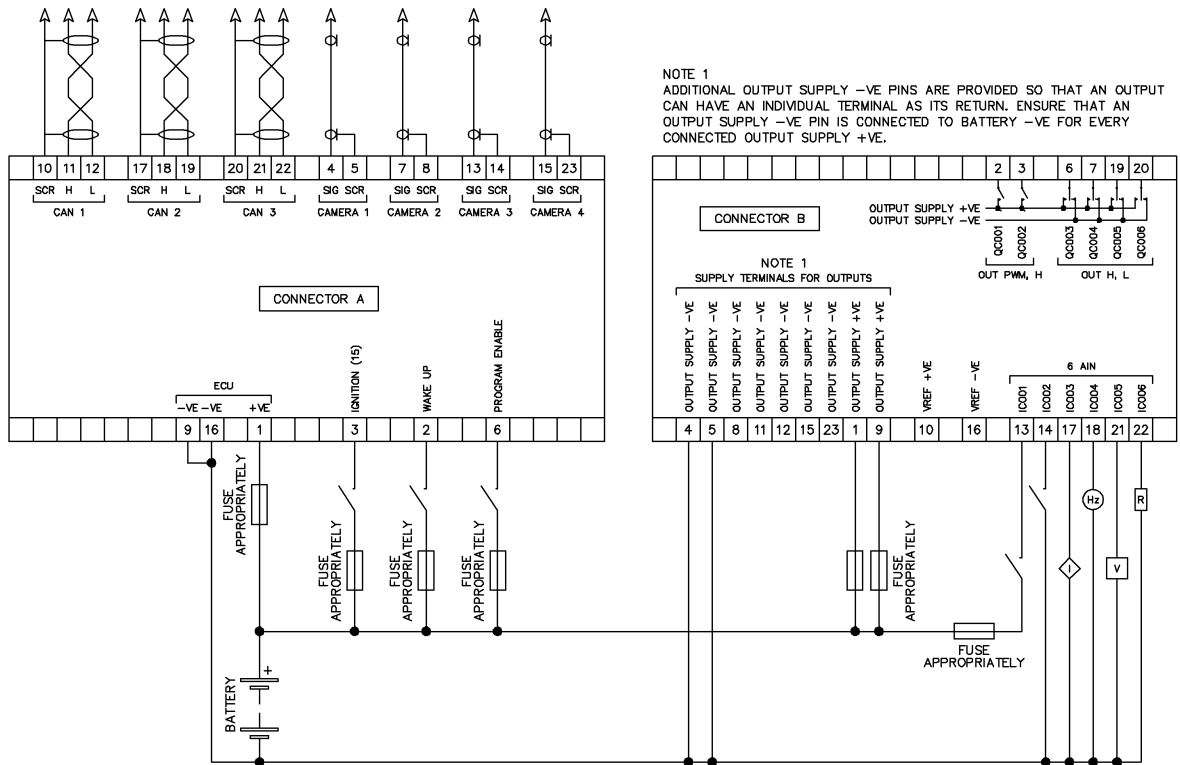 NOTE 1
ADDITIONAL OUTPUT SUPPLY –VE PINS ARE PROVIDED SO THAT AN OUTPUT
CAN HAVE AN INDIVIDUAL TERMINAL AS ITS RETURN. ENSURE THAT AN
OUTPUT SUPPLY –VE PIN IS CONNECTED TO BATTERY –VE FOR EVERY
CONNECTED OUTPUT SUPPLY +VE.
10 11 12 17 18 19 20 21 22 4 5 7 8 13 14 15 23
SCR H L SCR H L SCR H L SIG SCR SIG SCR SIG SCR SIG SCR
CAN 1 CAN 2 CAN 3 CAMERA 1 CAMERA 2 CAMERA 3 CAMERA 4
CONNECTOR A
ECU
–VE –VE +VE
IGNITION (15)
WAKE UP
PROGRAM ENABLE
9 16 1 3 2 6
FUSE
APPROPRIATELY
FUSE
APPROPRIATELY
FUSE
APPROPRIATELY
FUSE
APPROPRIATELY
BATTERY
+
2 3 6 7 19 20
OUTPUT SUPPLY +VE
OUTPUT SUPPLY –VE
CONNECTOR B
QC001
QC002
QC003
QC004
QC005
QC006
OUT PWM, H OUT H, L
NOTE 1
SUPPLY TERMINALS FOR OUTPUTS
OUTPUT SUPPLY –VE
OUTPUT SUPPLY –VE
OUTPUT SUPPLY –VE
OUTPUT SUPPLY –VE
OUTPUT SUPPLY –VE
OUTPUT SUPPLY –VE
OUTPUT SUPPLY –VE
OUTPUT SUPPLY +VE
OUTPUT SUPPLY +VE
VREF +VE
VREF –VE
6 AIN
IC001
IC002
IC003
IC004
IC005
IC006
4 5 8 11 12 15 23 1 9 10 16 13 14 17 18 21 22
FUSE
APPROPRIATELY
FUSE
APPROPRIATELY
Hz
R
I
V